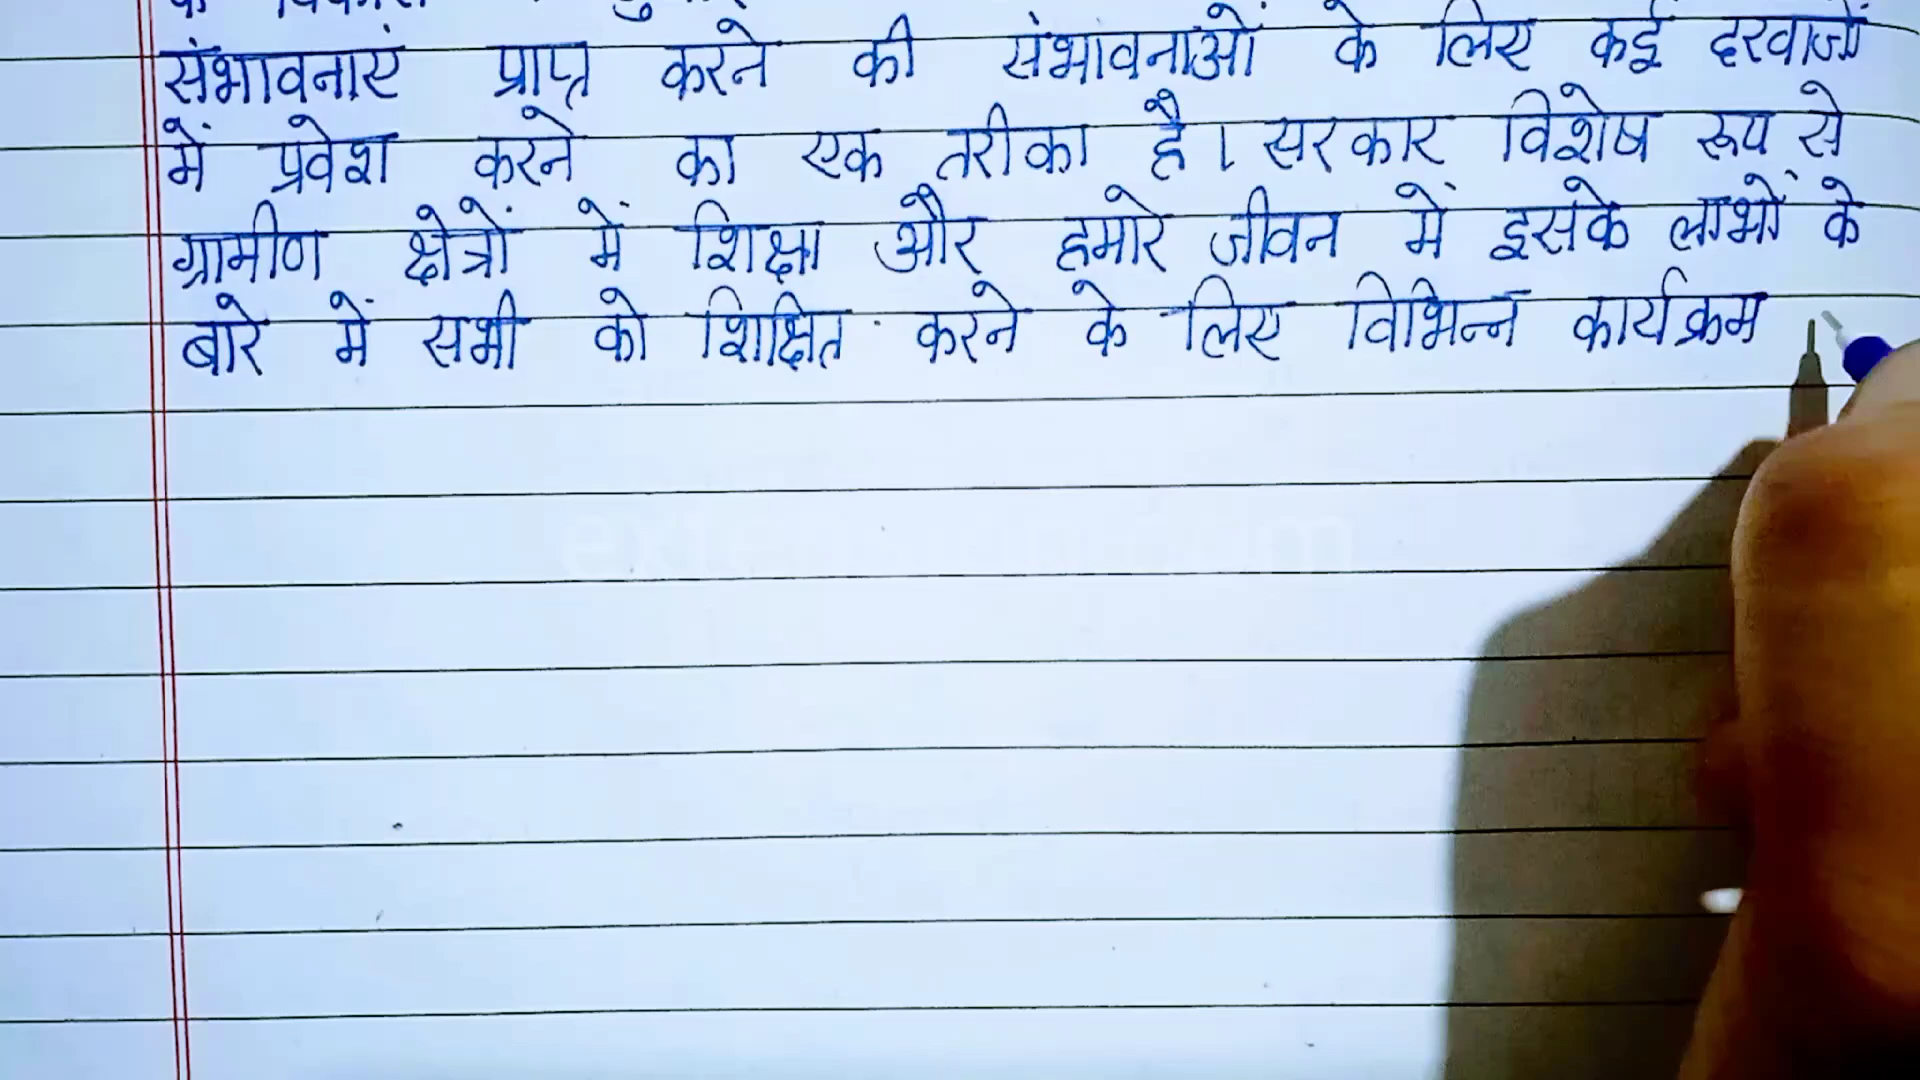 संभावनाएं प्राप्त करने की संभावनाओं के लिए कई दरवाजों
में प्रवेश करने का एक तरीका है। सरकार विशेष रूप से
ग्रामीण क्षेत्रों में शिक्षा और हमारे जीवन में इसके लाभों के
बारे में सभी को शिक्षित करने के लिए विभिन्न कार्यक्रम